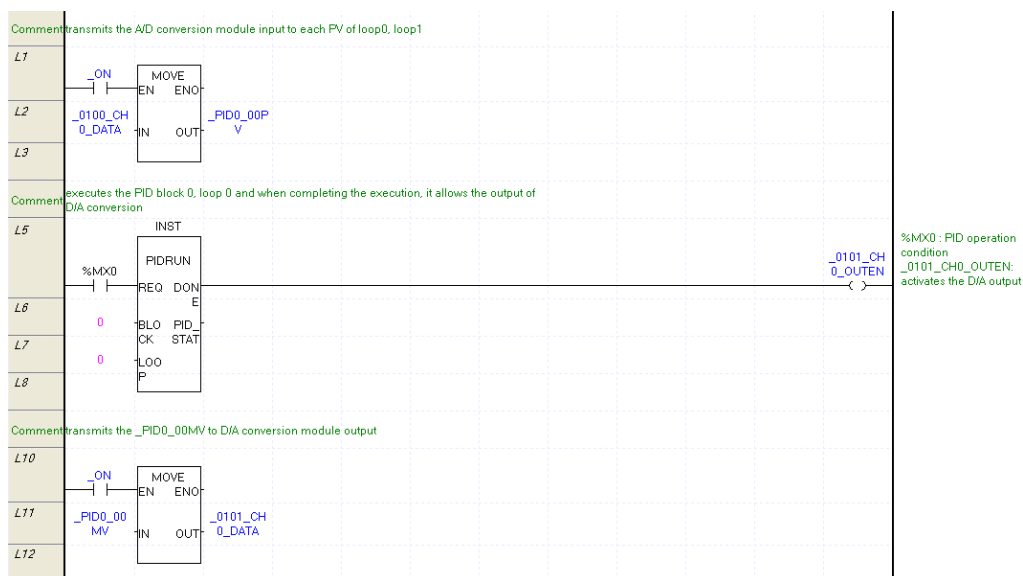 Comment transmits the A/D conversion module input to each PV of loop0, loop1
L1
_ON
MOVE
EN ENO
L2
_0100_CH
0_DATA
IN OUT
_PID0_00P
V
L3
Comment
executes the PID block 0, loop 0 and when completing the execution, it allows the output of
D/A conversion
L5
INST
PIDRUN
%MX0
REQ DON
E
_0101_CH
0_OUTEN
%MX0 : PID operation
condition
_0101_CH0_OUTEN:
activates the D/A output
L6
0
BLO PID_
CK STAT
L7
0
LOO
P
L8
Comment transmits the _PID0_00MV to D/A conversion module output
L10
_ON
MOVE
EN ENO
L11
_PID0_00
MV
IN OUT
_0101_CH
0_DATA
L12